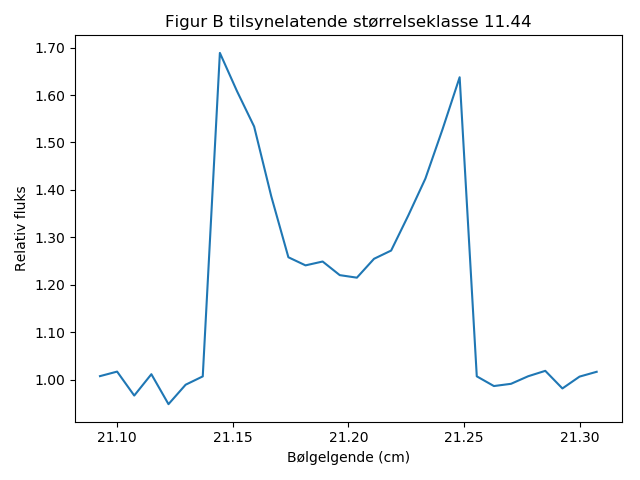 Figur B tilsynelatende størrelseklasse 11.44
1.70
1.60
1.50
1.40
1.30
1.20
1.10
1.00
Relativ fluks
21.10 21.15 21.20 21.25 21.30
Bølgelgende (cm)